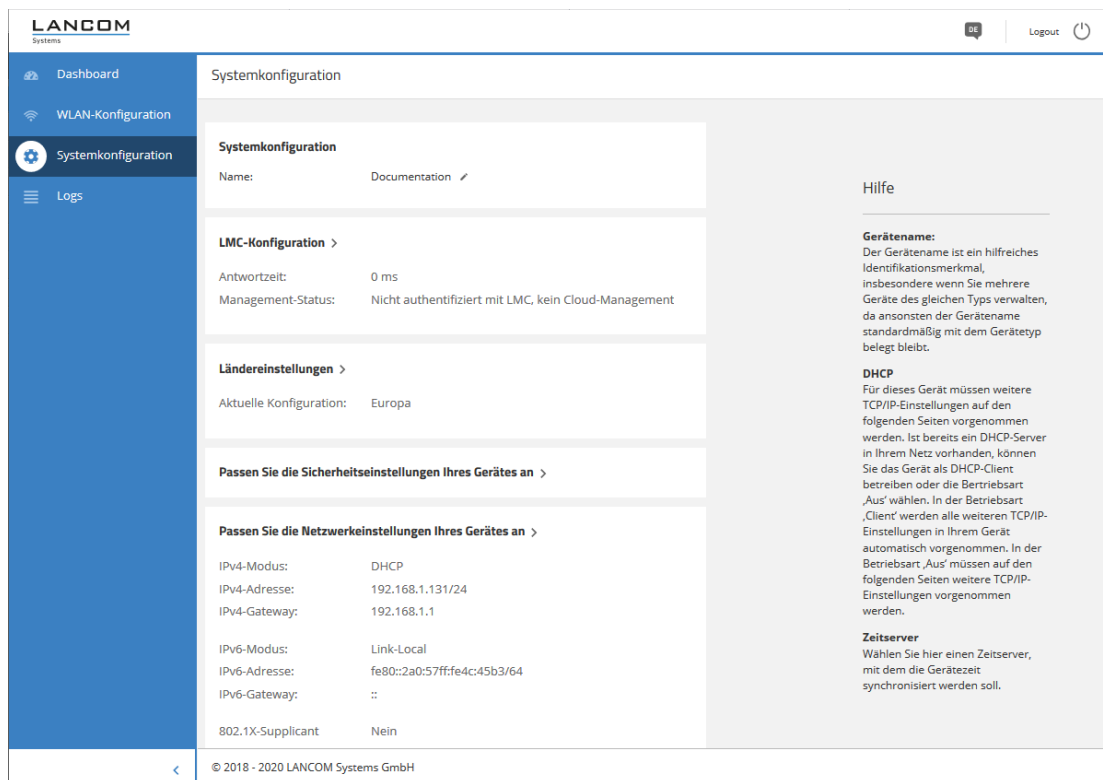 LANCOM
Systems
DE
Logout
Dashboard
WLAN-Konfiguration
Systemkonfiguration
Logs
Systemkonfiguration
Systemkonfiguration
Name: Documentation
LMC-Konfiguration >
Antwortzeit: 0 ms
Management-Status: Nicht authentifiziert mit LMC, kein Cloud-Management
Ländereinstellungen >
Aktuelle Konfiguration: Europa
Passen Sie die Sicherheitseinstellungen Ihres Gerätes an >
Passen Sie die Netzwerkeinstellungen Ihres Gerätes an >
IPv4-Modus: DHCP
IPv4-Adresse: 192.168.1.131/24
IPv4-Gateway: 192.168.1.1
IPv6-Modus: Link-Local
IPv6-Adresse: fe80::2a0:57ff:fe4c:45b3/64
IPv6-Gateway: ::
802.1X-Supplicant Nein
Hilfe
Gerätename:
Der Gerätename ist ein hilfreiches
Identifikationsmerkmal,
insbesondere wenn Sie mehrere
Geräte des gleichen Typs verwalten,
da ansonsten der Gerätename
standardmäßig mit dem Gerätetyp
belegt bleibt.
DHCP
Für dieses Gerät müssen weitere
TCP/IP-Einstellungen auf den
folgenden Seiten vorgenommen
werden. Ist bereits ein DHCP-Server
in Ihrem Netz vorhanden, können
Sie das Gerät als DHCP-Client
betreiben oder die Bertriebsart
‚Aus‘ wählen. In der Betriebsart
‚Client‘ werden alle weiteren TCP/IP-
Einstellungen in Ihrem Gerät
automatisch vorgenommen. In der
Betriebsart ‚Aus‘ müssen auf den
folgenden Seiten weitere TCP/IP-
Einstellungen vorgenommen
werden.
Zeitserver
Wählen Sie hier einen Zeitserver,
mit dem die Gerätezeit
synchronisiert werden soll.
© 2018 - 2020 LANCOM Systems GmbH